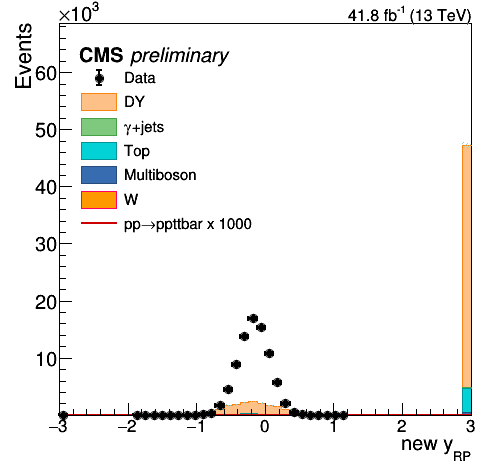 ×10³
41.8 fb⁻¹ (13 TeV)
Events
CMS preliminary
Data
DY
γ+jets
Top
Multiboson
W
pp→ppttbar x 1000
60
50
40
30
20
10
−3 −2 −1 0 1 2 3
new y_RP